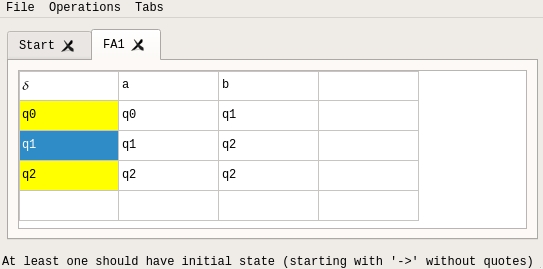 File Operations Tabs
Start FA1
δ a b
q0 q0 q1
q1 q1 q2
q2 q2 q2
At least one should have initial state (starting with '->' without quotes)